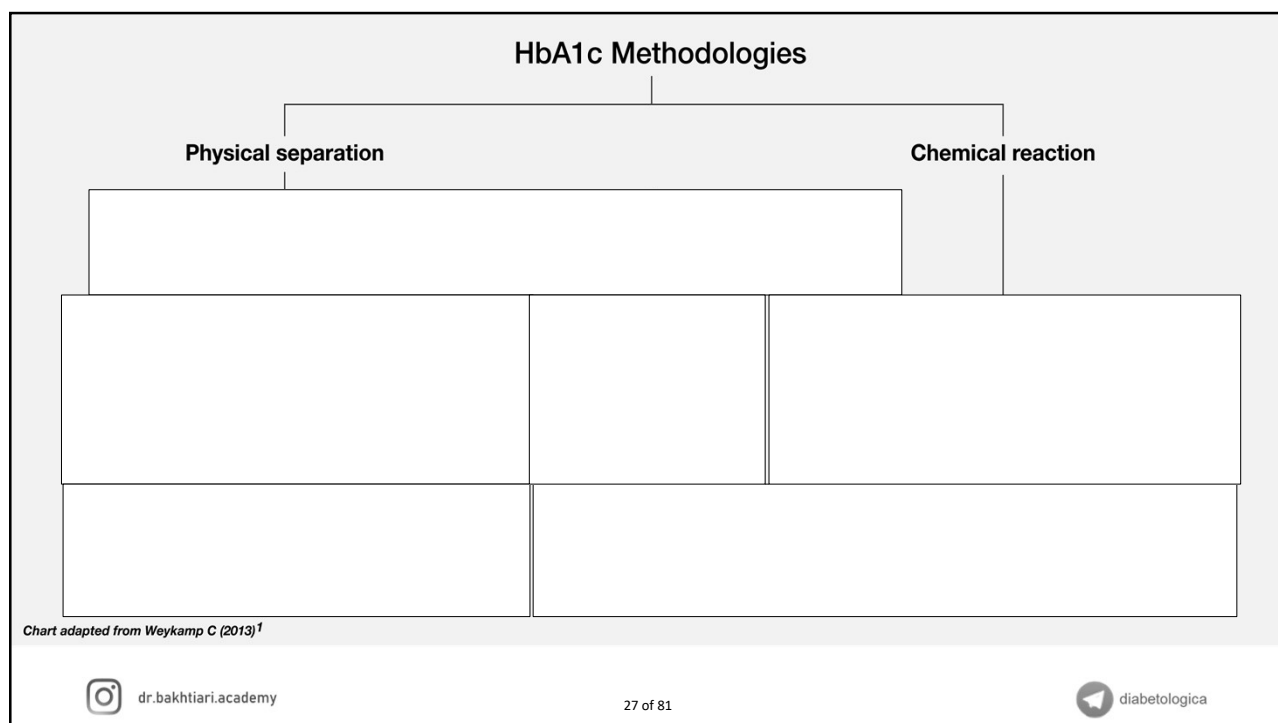 HbA1c Methodologies
Physical separation
Chemical reaction
Chart adapted from Weykamp C (2013)1
dr.bakhtiari.academy
27 of 81
diabetologica